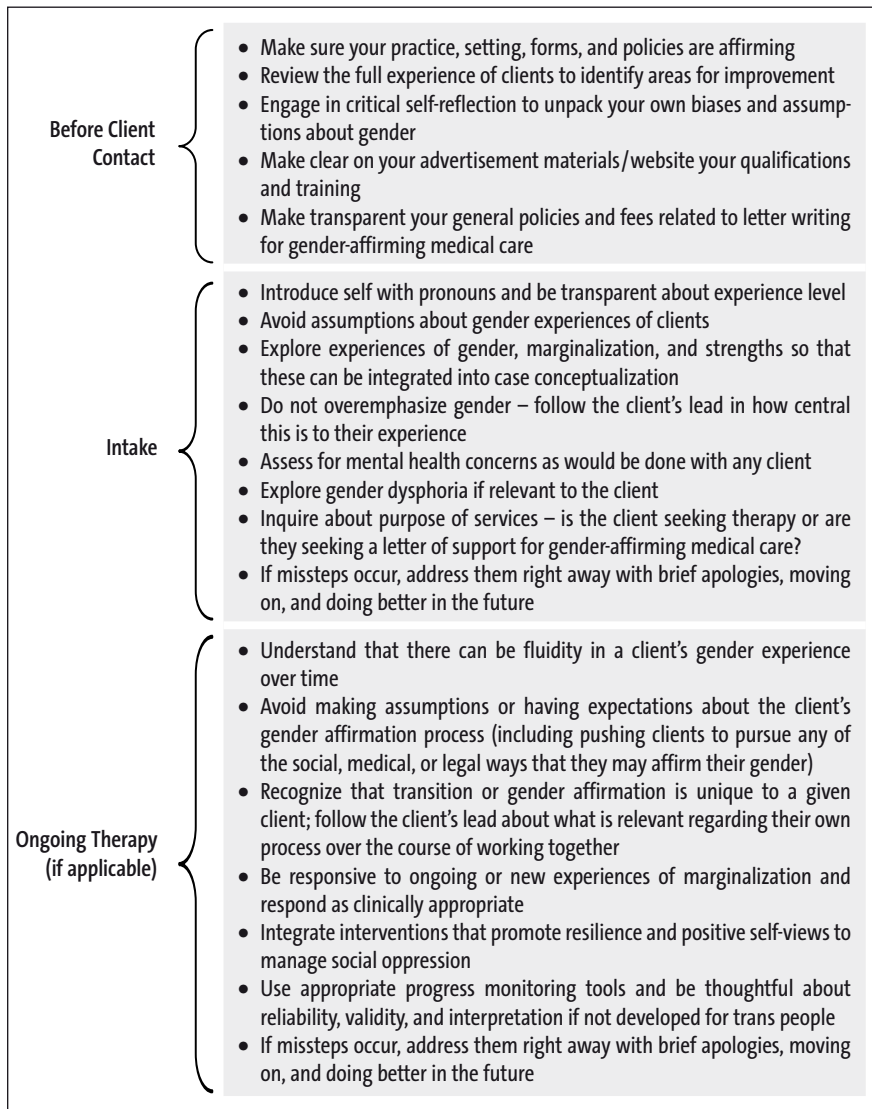 Before Client
Contact
• Make sure your practice, setting, forms, and policies are affirming
• Review the full experience of clients to identify areas for improvement
• Engage in critical self-reflection to unpack your own biases and assump-
tions about gender
• Make clear on your advertisement materials/website your qualifications
and training
• Make transparent your general policies and fees related to letter writing
for gender-affirming medical care
Intake
• Introduce self with pronouns and be transparent about experience level
• Avoid assumptions about gender experiences of clients
• Explore experiences of gender, marginalization, and strengths so that
these can be integrated into case conceptualization
• Do not overemphasize gender – follow the client’s lead in how central
this is to their experience
• Assess for mental health concerns as would be done with any client
• Explore gender dysphoria if relevant to the client
• Inquire about purpose of services – is the client seeking therapy or are
they seeking a letter of support for gender-affirming medical care?
• If missteps occur, address them right away with brief apologies, moving
on, and doing better in the future
Ongoing Therapy
(if applicable)
• Understand that there can be fluidity in a client’s gender experience
over time
• Avoid making assumptions or having expectations about the client’s
gender affirmation process (including pushing clients to pursue any of
the social, medical, or legal ways that they may affirm their gender)
• Recognize that transition or gender affirmation is unique to a given
client; follow the client’s lead about what is relevant regarding their own
process over the course of working together
• Be responsive to ongoing or new experiences of marginalization and
respond as clinically appropriate
• Integrate interventions that promote resilience and positive self-views to
manage social oppression
• Use appropriate progress monitoring tools and be thoughtful about
reliability, validity, and interpretation if not developed for trans people
• If missteps occur, address them right away with brief apologies, moving
on, and doing better in the future